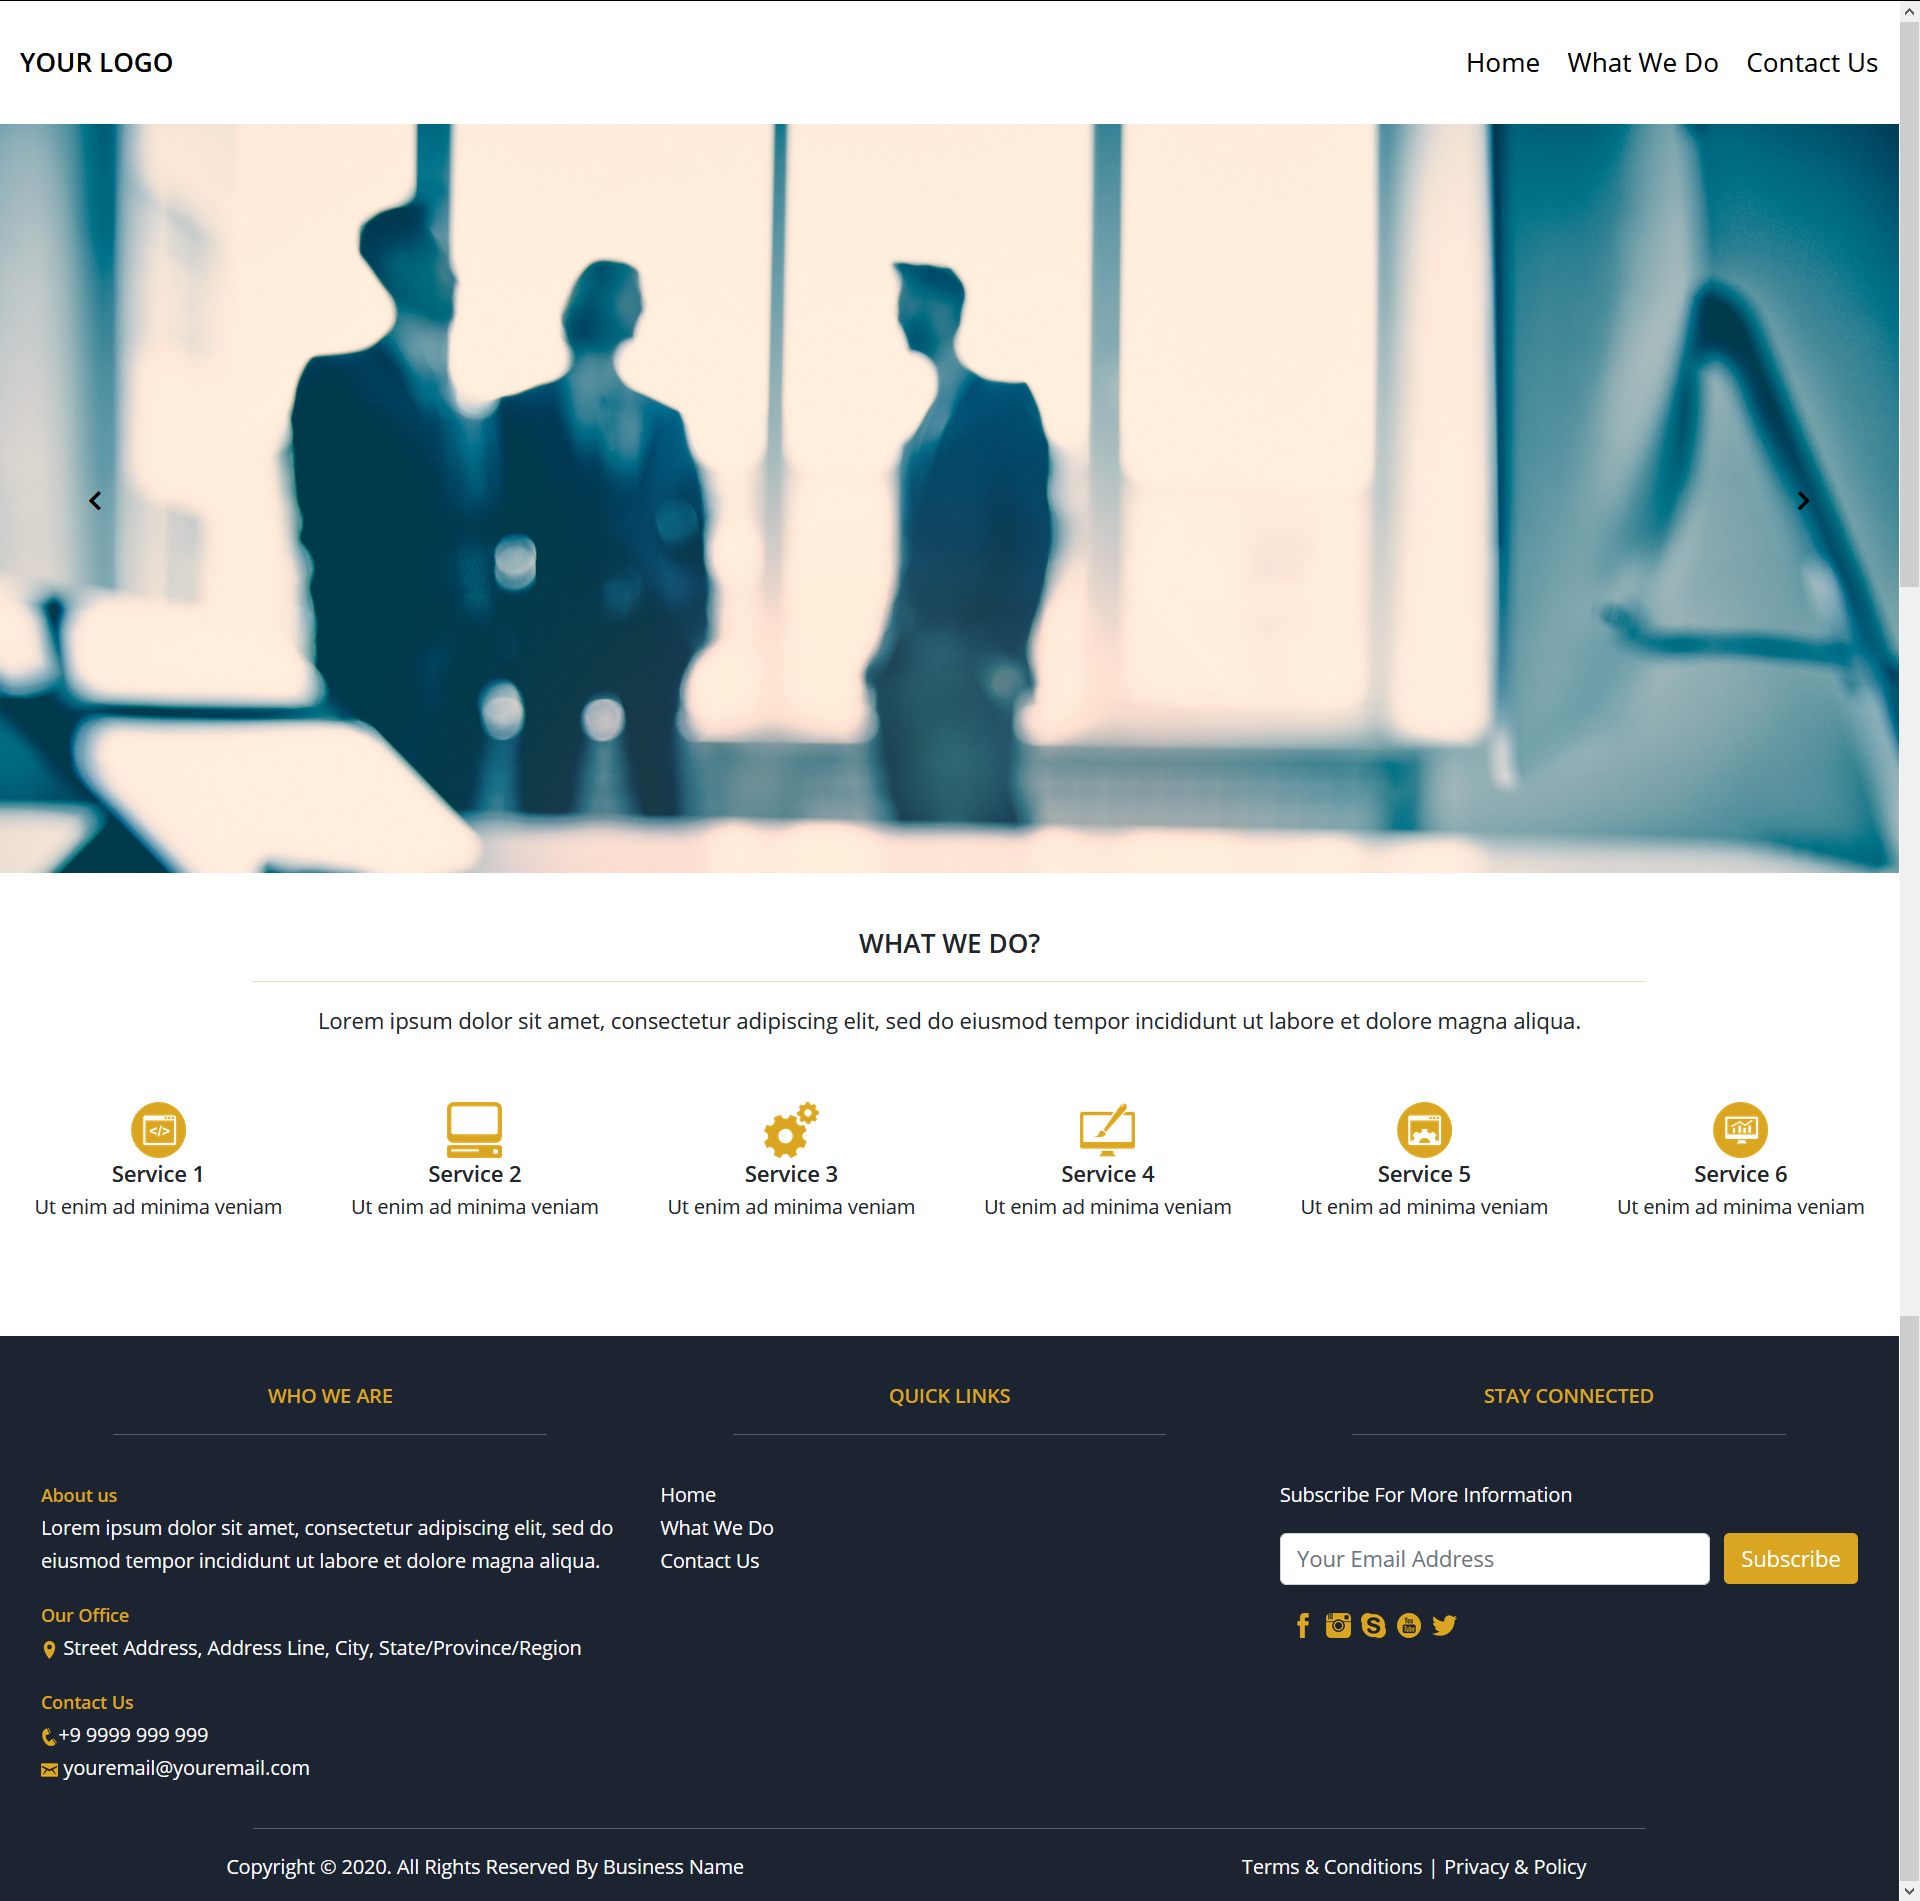 YOUR LOGO
Home What We Do Contact Us
WHAT WE DO?
Lorem ipsum dolor sit amet, consectetur adipiscing elit, sed do eiusmod tempor incididunt ut labore et dolore magna aliqua.
</>
Service 1
Ut enim ad minima veniam
Service 2
Ut enim ad minima veniam
Service 3
Ut enim ad minima veniam
Service 4
Ut enim ad minima veniam
Service 5
Ut enim ad minima veniam
Service 6
Ut enim ad minima veniam
WHO WE ARE
About us
Lorem ipsum dolor sit amet, consectetur adipiscing elit, sed do
eiusmod tempor incididunt ut labore et dolore magna aliqua.
Our Office
Street Address, Address Line, City, State/Province/Region
Contact Us
+9 9999 999 999
youremail@youremail.com
QUICK LINKS
Home
What We Do
Contact Us
STAY CONNECTED
Subscribe For More Information
Your Email Address
Subscribe
You
Tube
Copyright © 2020. All Rights Reserved By Business Name
Terms & Conditions | Privacy & Policy